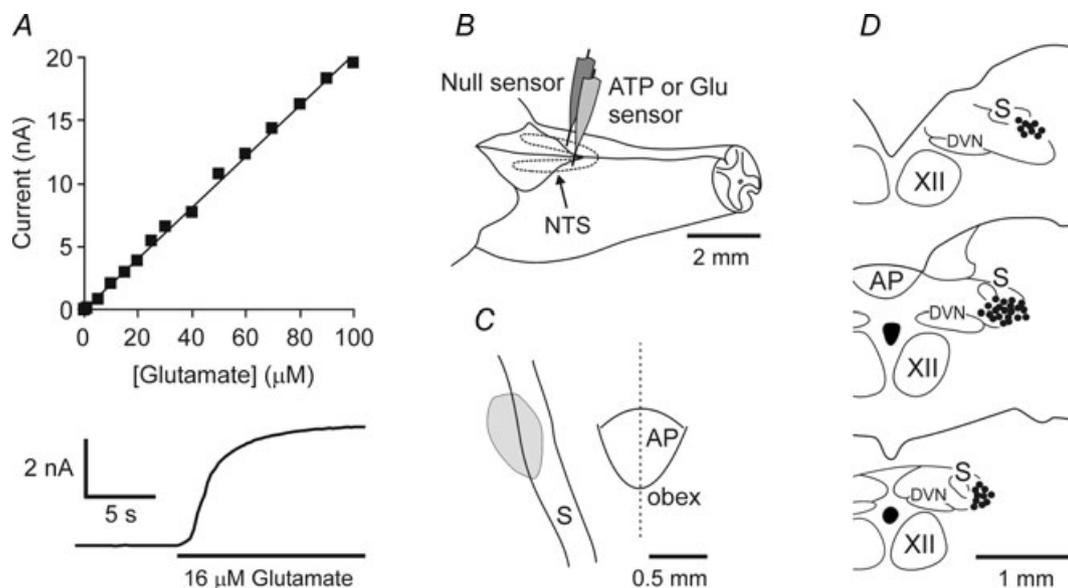 A
20
15
10
5
0
Current (nA)
0 20 40 60 80 100
[Glutamate] (μM)
2 nA
5 s
16 μM Glutamate
B
Null sensor
ATP or Glu
sensor
NTS
2 mm
C
AP
obex
S
0.5 mm
D
S
DVN
XII
AP
S
DVN
XII
S
DVN
XII
1 mm